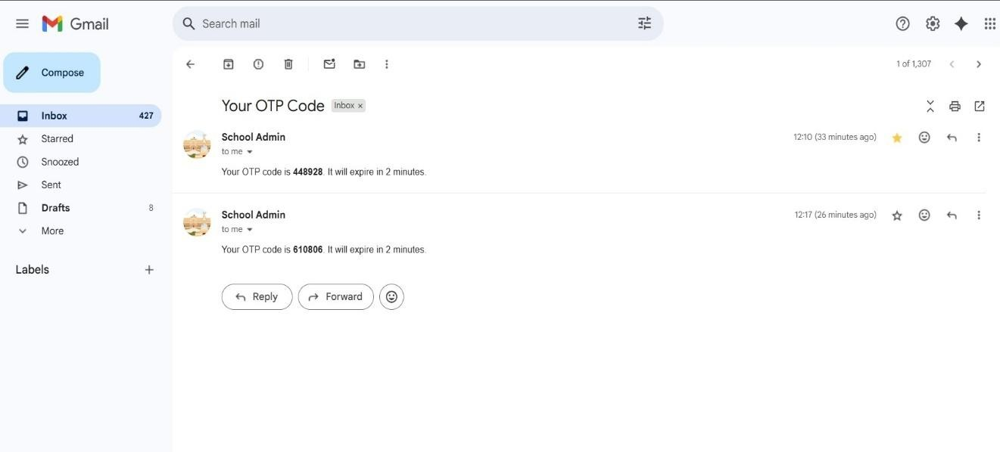 Gmail
Search mail
Compose
1 of 1,307
Inbox 427
Starred
Snoozed
Sent
Drafts 8
More
Labels
Your OTP Code Inbox ×
School Admin 12:10 (33 minutes ago)
to me
Your OTP code is 448928. It will expire in 2 minutes.
School Admin 12:17 (26 minutes ago)
to me
Your OTP code is 610806. It will expire in 2 minutes.
Reply Forward